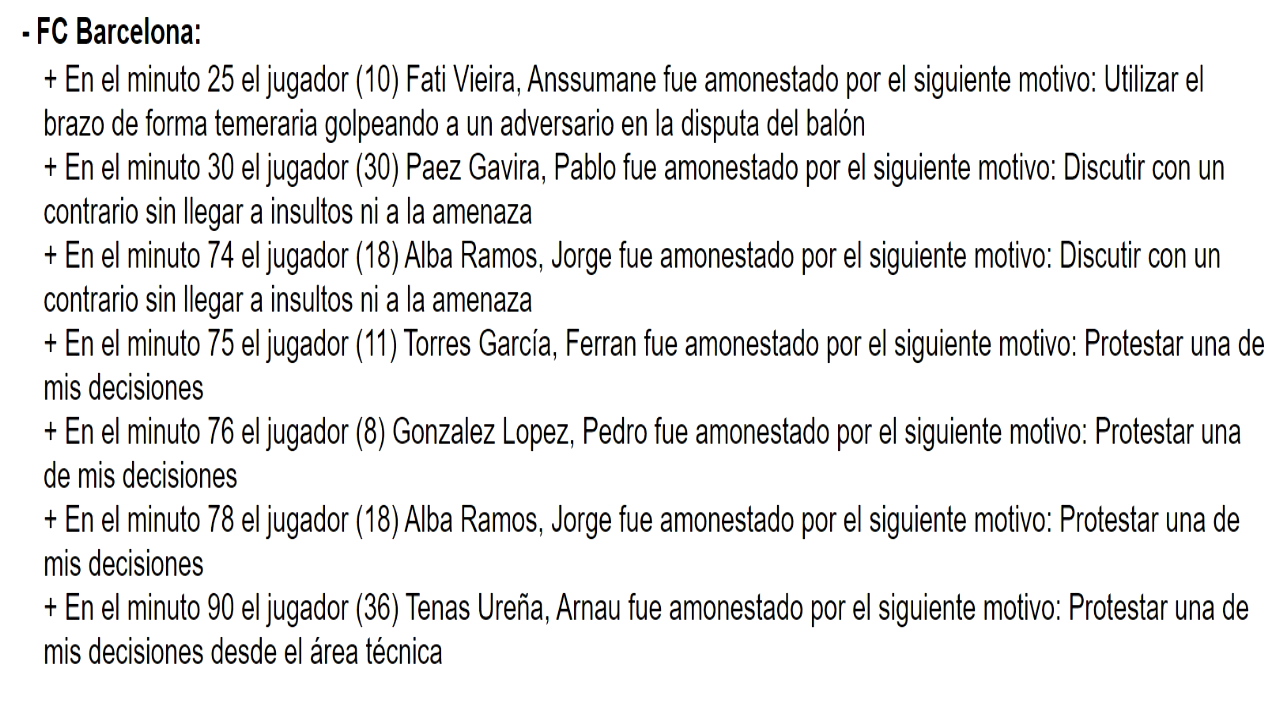 - FC Barcelona:
+ En el minuto 25 el jugador (10) Fati Vieira, Anssumane fue amonestado por el siguiente motivo: Utilizar el
brazo de forma temeraria golpeando a un adversario en la disputa del balón
+ En el minuto 30 el jugador (30) Paez Gavira, Pablo fue amonestado por el siguiente motivo: Discutir con un
contrario sin llegar a insultos ni a la amenaza
+ En el minuto 74 el jugador (18) Alba Ramos, Jorge fue amonestado por el siguiente motivo: Discutir con un
contrario sin llegar a insultos ni a la amenaza
+ En el minuto 75 el jugador (11) Torres García, Ferran fue amonestado por el siguiente motivo: Protestar una de
mis decisiones
+ En el minuto 76 el jugador (8) Gonzalez Lopez, Pedro fue amonestado por el siguiente motivo: Protestar una
de mis decisiones
+ En el minuto 78 el jugador (18) Alba Ramos, Jorge fue amonestado por el siguiente motivo: Protestar una de
mis decisiones
+ En el minuto 90 el jugador (36) Tenas Ureña, Arnau fue amonestado por el siguiente motivo: Protestar una de
mis decisiones desde el área técnica